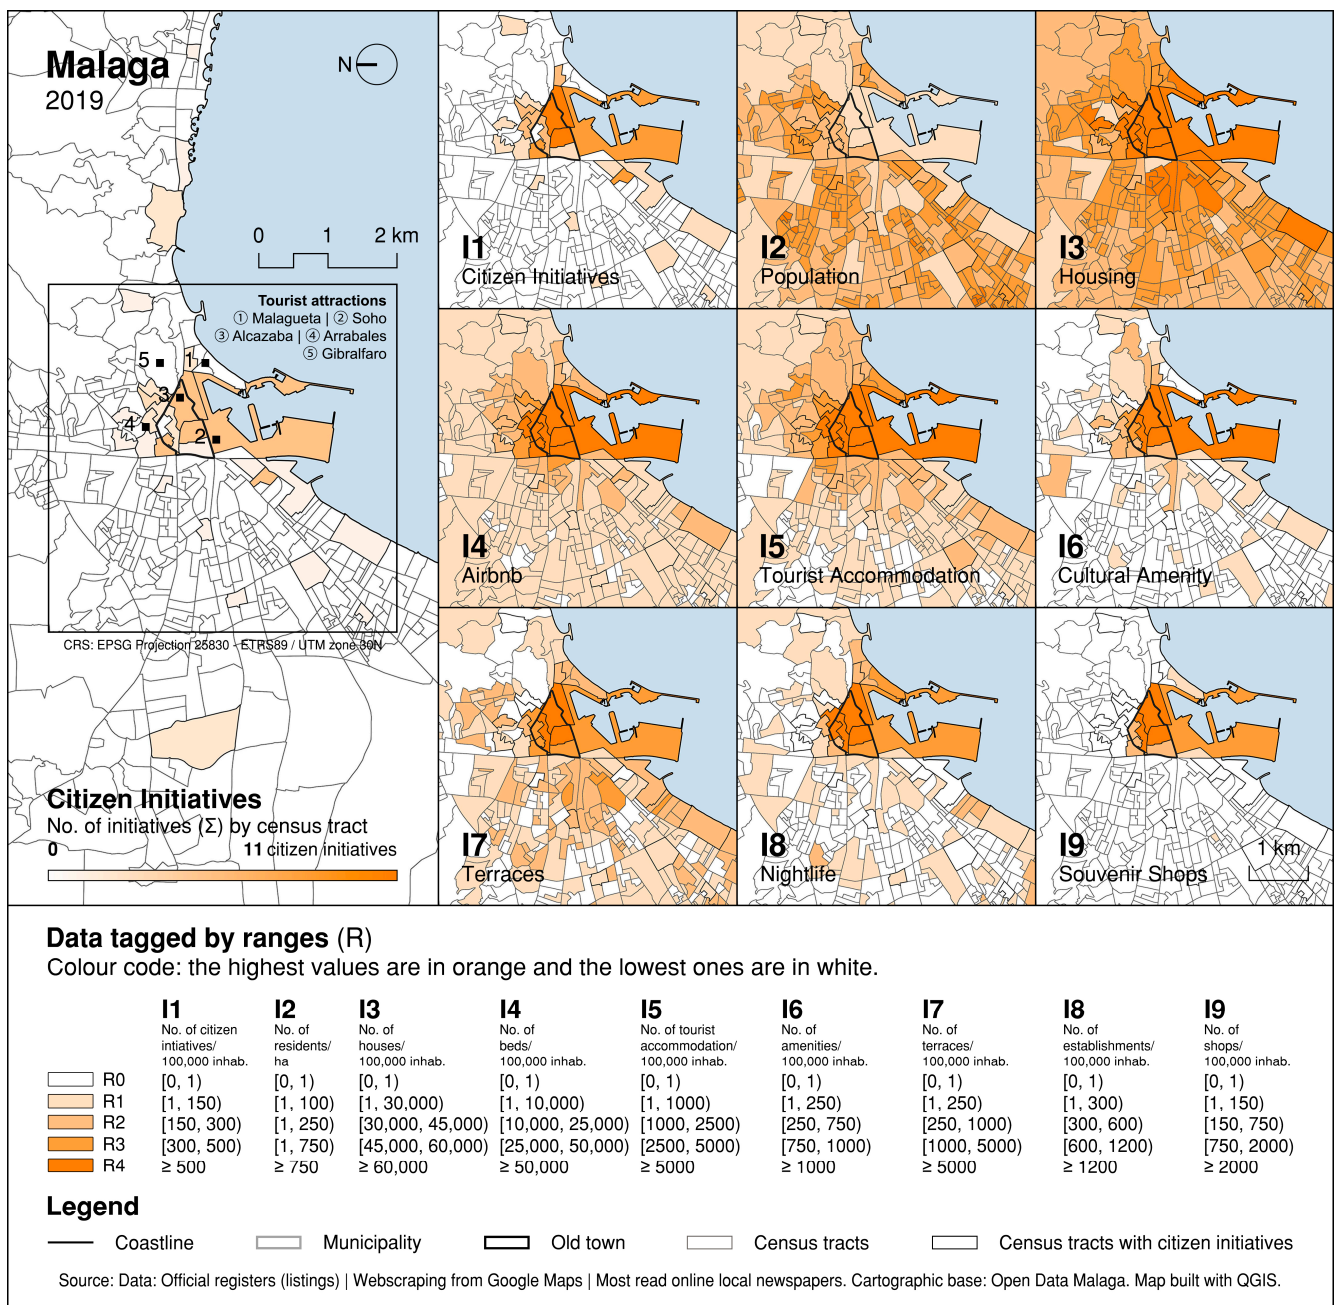 Malaga
2019
N
0 1 2 km
Tourist attractions
① Malagueta | ② Soho
③ Alcazaba | ④ Arrabales
⑤ Gibralfaro
5 1
3
4 2
CRS: EPSG Projection 25830 - ETRS89 / UTM zone 30N
Citizen Initiatives
No. of initiatives (Σ) by census tract
0 11 citizen initiatives
I1
Citizen Initiatives
I2
Population
I3
Housing
I4
Airbnb
I5
Tourist Accommodation
I6
Cultural Amenity
I7
Terraces
I8
Nightlife
I9
Souvenir Shops
1 km
Data tagged by ranges (R)
Colour code: the highest values are in orange and the lowest ones are in white.
I1 I2 I3 I4 I5 I6 I7 I8 I9
No. of citizen No. of No. of No. of No. of tourist No. of No. of No. of No. of
intiatives/ residents/ houses/ beds/ accommodation/ amenities/ terraces/ establishments/ shops/
100,000 inhab. ha 100,000 inhab. 100,000 inhab. 100,000 inhab. 100,000 inhab. 100,000 inhab. 100,000 inhab. 100,000 inhab.
R0 [0, 1) [0, 1) [0, 1) [0, 1) [0, 1) [0, 1) [0, 1) [0, 1) [0, 1)
R1 [1, 150) [1, 100) [1, 30,000) [1, 10,000) [1, 1000) [1, 250) [1, 250) [1, 300) [1, 150)
R2 [150, 300) [1, 250) [30,000, 45,000) [10,000, 25,000) [1000, 2500) [250, 750) [250, 1000) [300, 600) [150, 750)
R3 [300, 500) [1, 750) [45,000, 60,000) [25,000, 50,000) [2500, 5000) [750, 1000) [1000, 5000) [600, 1200) [750, 2000)
R4 ≥ 500 ≥ 750 ≥ 60,000 ≥ 50,000 ≥ 5000 ≥ 1000 ≥ 5000 ≥ 1200 ≥ 2000
Legend
Coastline Municipality Old town Census tracts Census tracts with citizen initiatives
Source: Data: Official registers (listings) | Webscraping from Google Maps | Most read online local newspapers. Cartographic base: Open Data Malaga. Map built with QGIS.